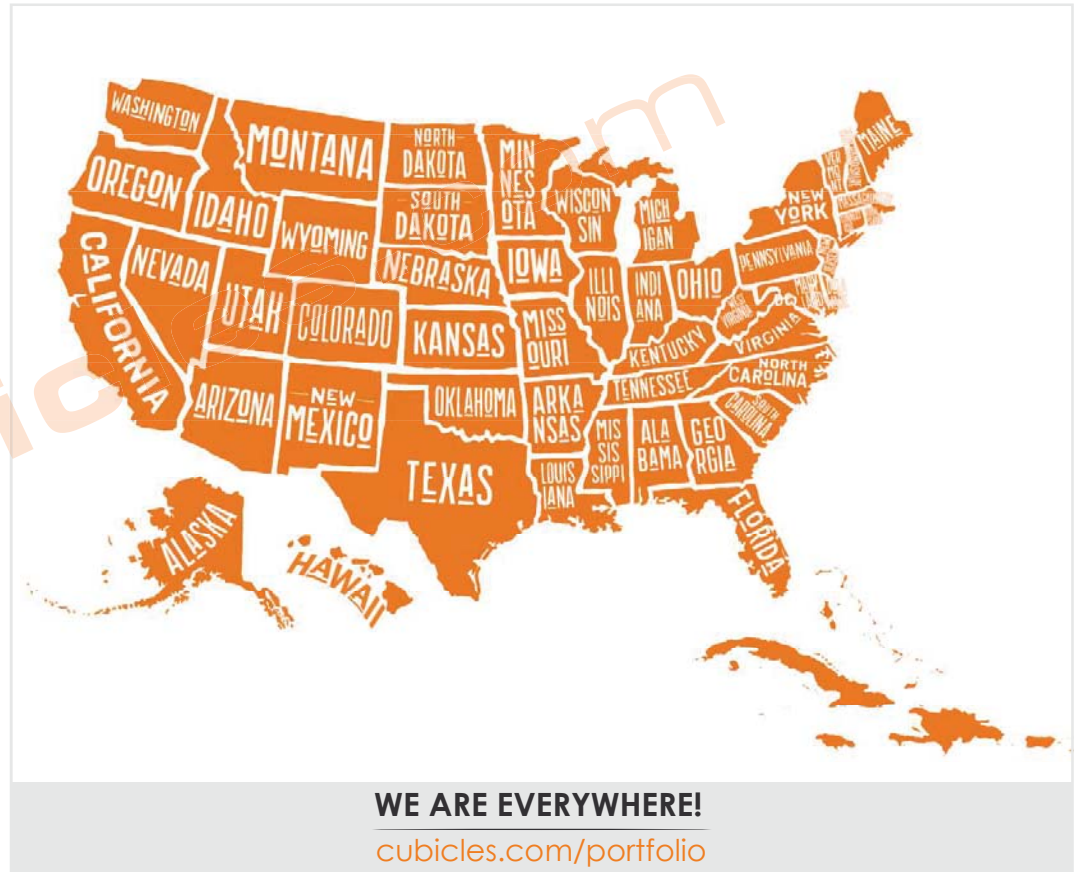 WASHINGTON
MONTANA
NORTH
DAKOTA
MIN
NES
OTA
MAINE
OREGON
IDAHO
WYOMING
SOUTH
DAKOTA
WISCON
SIN
MICH
IGAN
NEW
YORK
CALIFORNIA
NEVADA
UTAH
COLORADO
NEBRASKA
IOWA
ILLI
NOIS
INDI
ANA
OHIO
PENNSYLVANIA
WEST
VIRGINIA
DC
VIRGINIA
KANSAS
MISS
OURI
KENTUCKY
ARIZONA
NEW
MEXICO
OKLAHOMA
ARKA
NSAS
TENNESSEE
NORTH
CAROLINA
SOUTH
CAROLINA
TEXAS
LOUIS
IANA
MIS
SIS
SIPPI
ALA
BAMA
GEO
RGIA
FLORIDA
ALASKA
HAWAII
WE ARE EVERYWHERE!
cubicles.com/portfolio